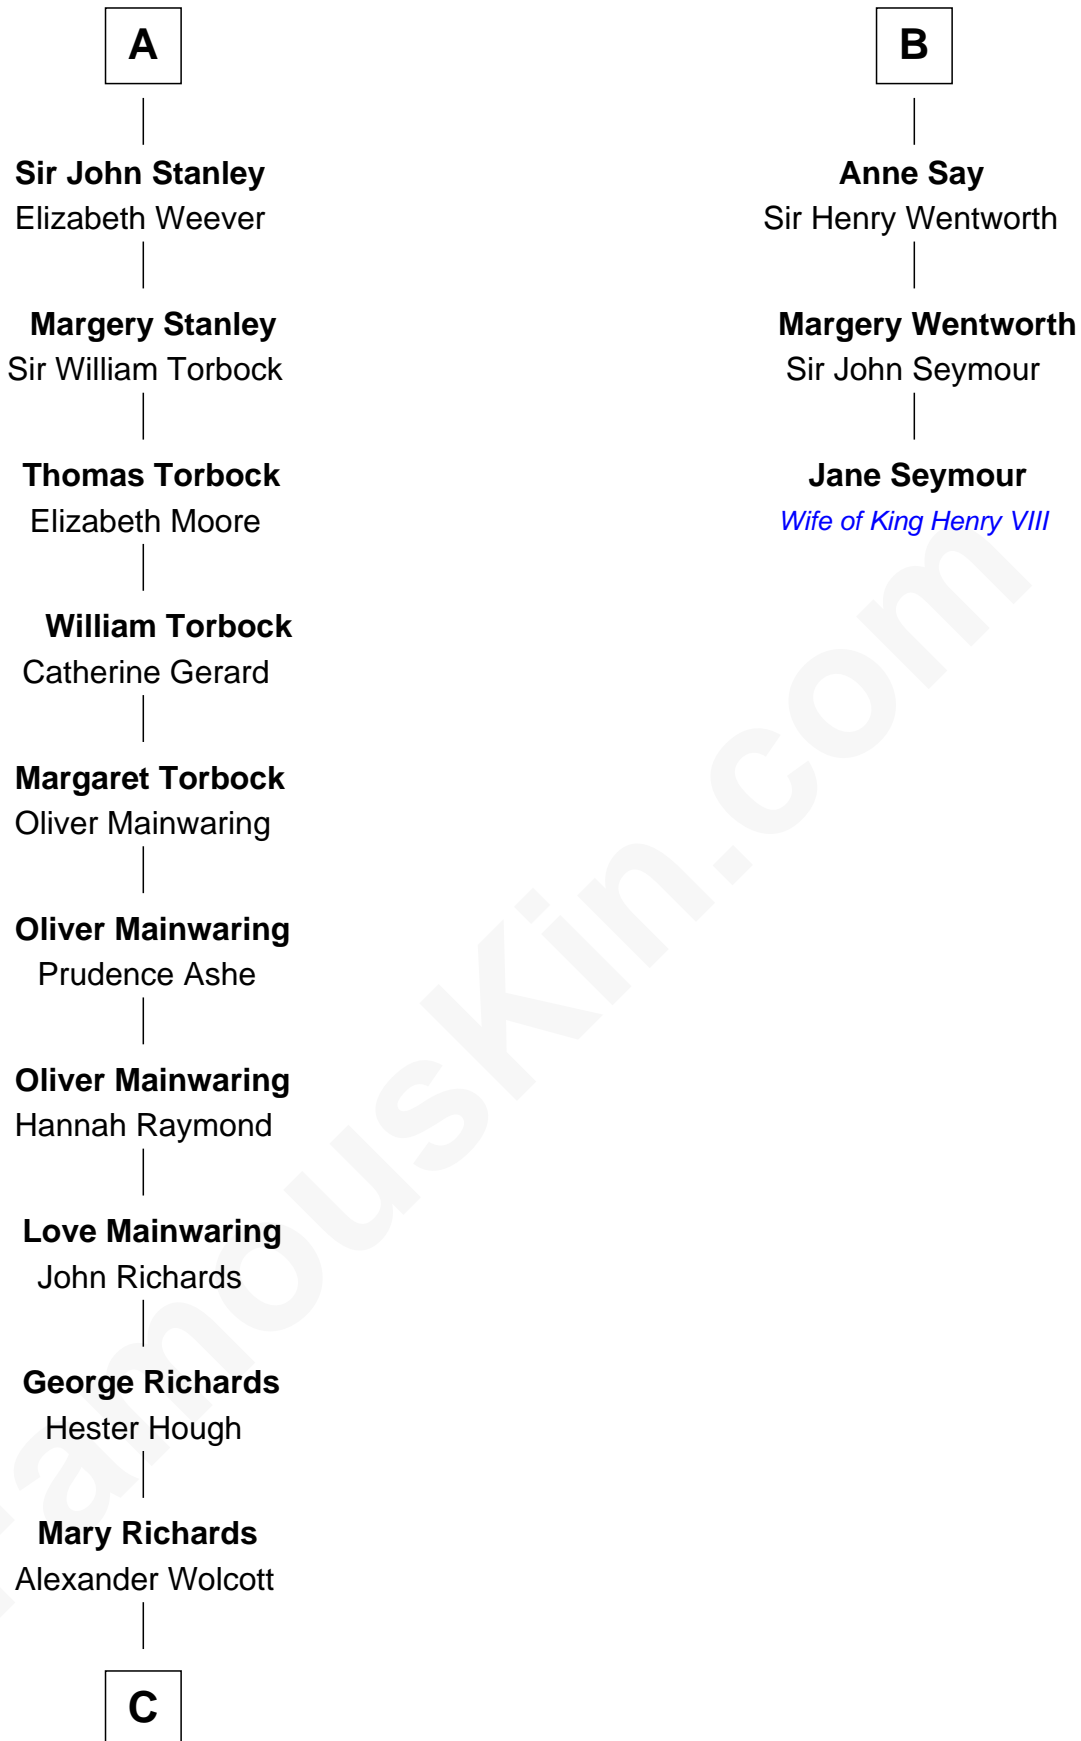 A
Sir John Stanley
Elizabeth Weever
Margery Stanley
Sir William Torbock
Thomas Torbock
Elizabeth Moore
William Torbock
Catherine Gerard
Margaret Torbock
Oliver Mainwaring
Oliver Mainwaring
Prudence Ashe
Oliver Mainwaring
Hannah Raymond
Love Mainwaring
John Richards
George Richards
Hester Hough
Mary Richards
Alexander Wolcott
C
B
Anne Say
Sir Henry Wentworth
Margery Wentworth
Sir John Seymour
Jane Seymour
Wife of King Henry VIII
FamousKin.com